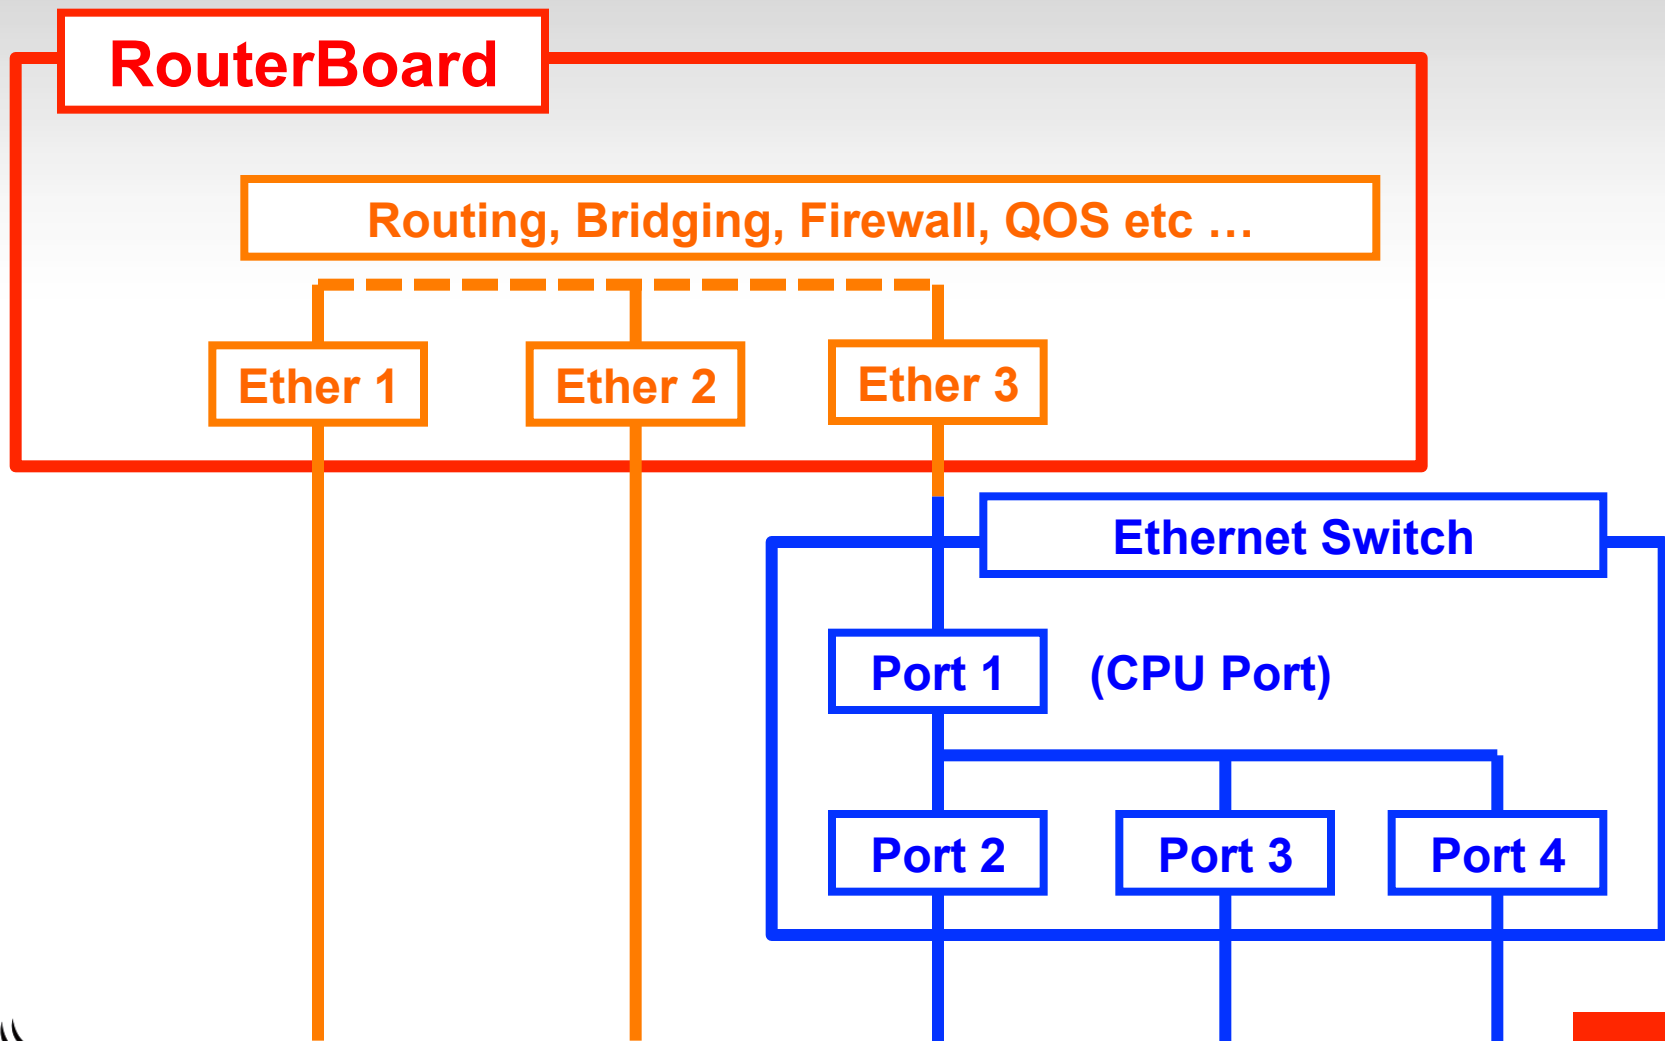 RouterBoard
Routing, Bridging, Firewall, QOS etc …
Ether 1
Ether 2
Ether 3
Ethernet Switch
Port 1
(CPU Port)
Port 2
Port 3
Port 4